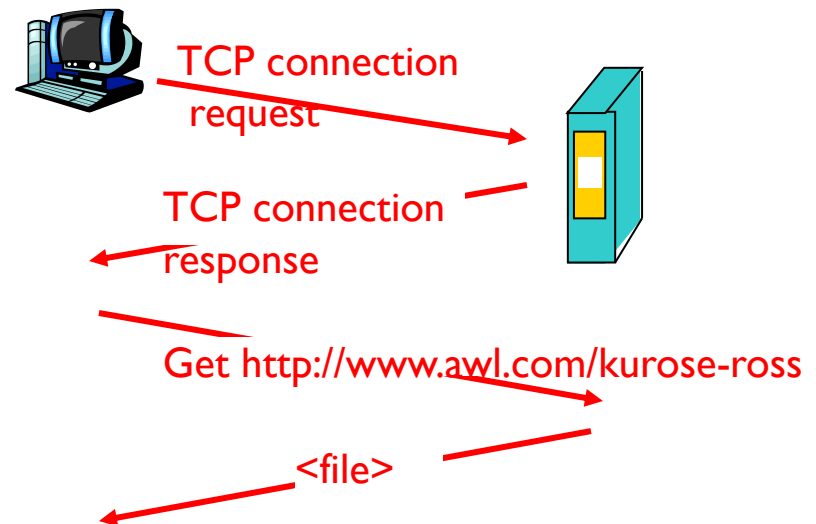 TCP connection
request
TCP connection
response
Get http://www.awl.com/kurose-ross
<file>